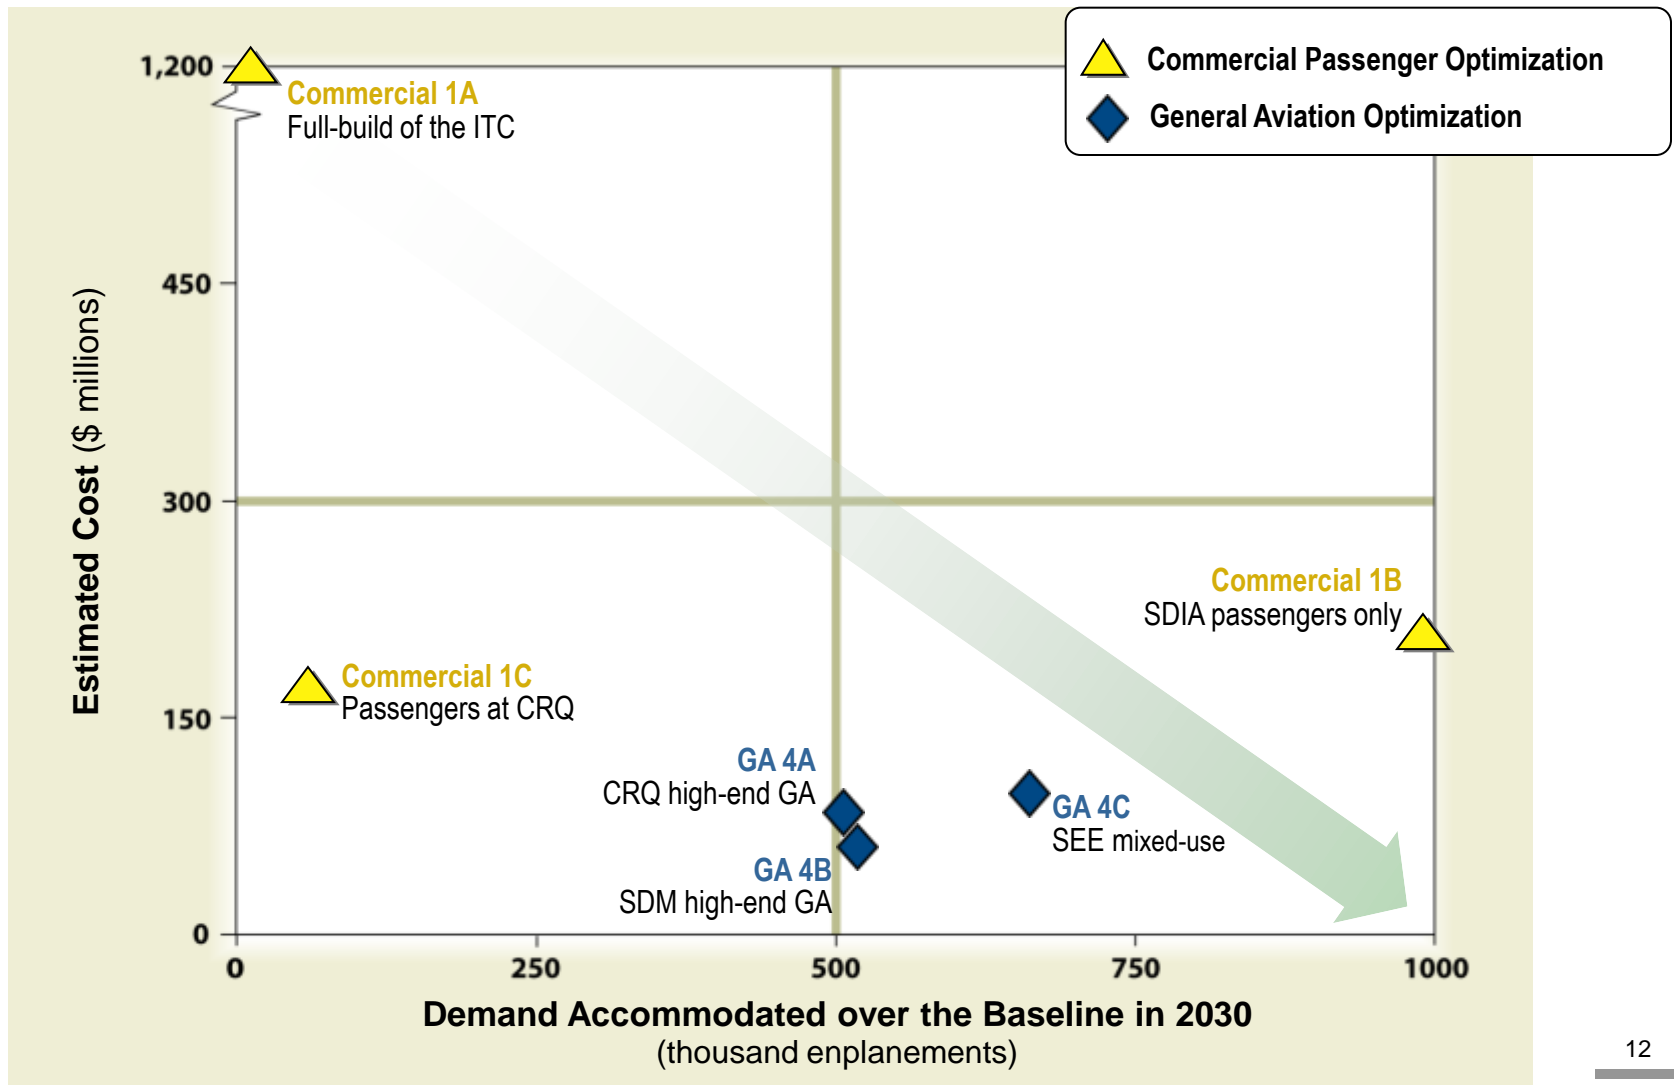 Commercial Passenger Optimization
General Aviation Optimization
1,200
450
300
150
0
Estimated Cost ($ millions)
Commercial 1A
Full-build of the ITC
Commercial 1B
SDIA passengers only
Commercial 1C
Passengers at CRQ
GA 4A
CRQ high-end GA
GA 4C
SEE mixed-use
GA 4B
SDM high-end GA
0
250
500
750
1000
Demand Accommodated over the Baseline in 2030
(thousand enplanements)
12